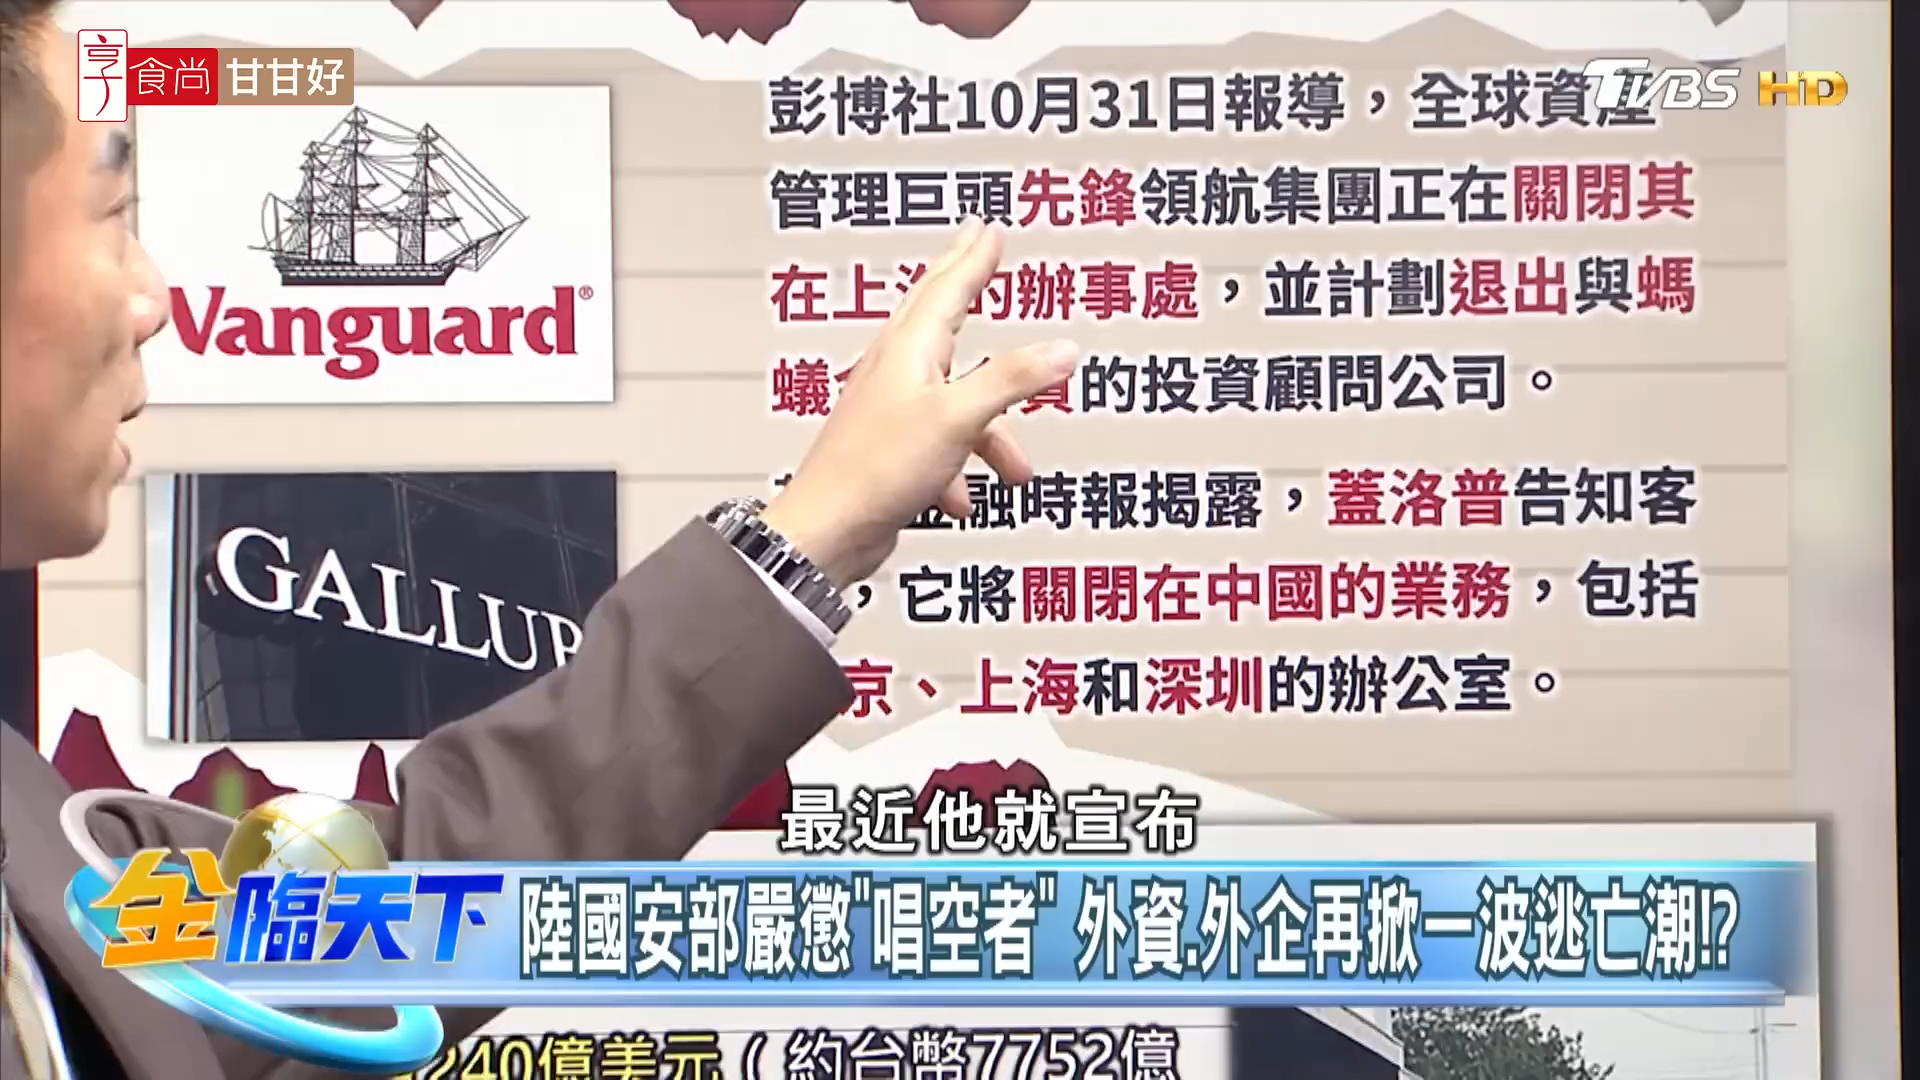 享 食尚 甘甘好
TVBS HD
彭博社10月31日報導，全球資產
管理巨頭先鋒領航集團正在關閉其
在上海的辦事處，並計劃退出與螞
蟻的投資顧問公司。
Vanguard®
金融時報揭露，蓋洛普告知客
，它將關閉在中國的業務，包括
京、上海和深圳的辦公室。
GALLUP
最近他就宣布
金臨天下
陸國安部嚴懲"唱空者" 外資.外企再掀一波逃亡潮!?
240億美元（約台幣7752億